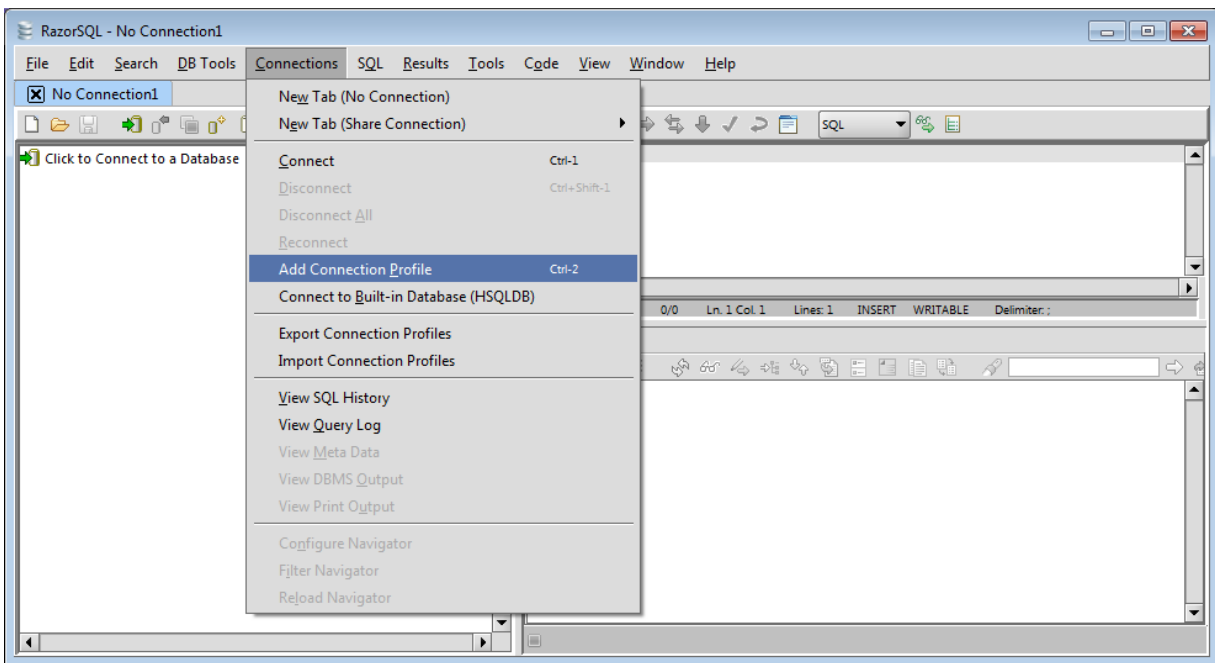 RazorSQL - No Connection1
File Edit Search DB Tools Connections SQL Results Tools Code View Window Help
No Connection1
SQL
Click to Connect to a Database
New Tab (No Connection)
New Tab (Share Connection)
Connect Ctrl-1
Disconnect Ctrl+Shift-1
Disconnect All
Reconnect
Add Connection Profile Ctrl-2
Connect to Built-in Database (HSQLDB)
Export Connection Profiles
Import Connection Profiles
View SQL History
View Query Log
View Meta Data
View DBMS Output
View Print Output
Configure Navigator
Filter Navigator
Reload Navigator
0/0 Ln. 1 Col. 1 Lines: 1 INSERT WRITABLE Delimiter: ;